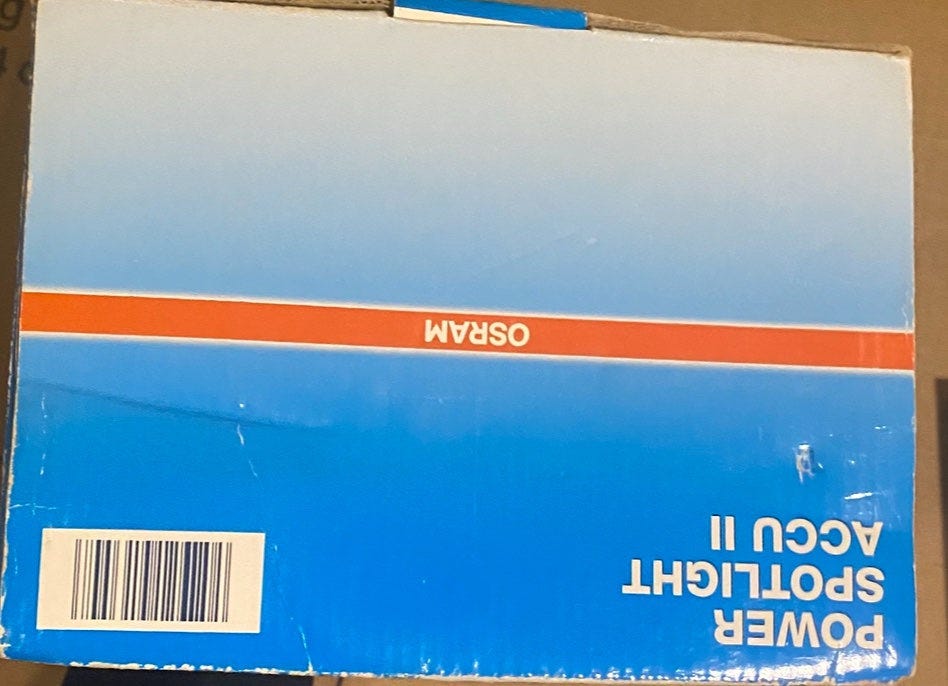 POWER
SPOTLIGHT
ACCU II
OSRAM